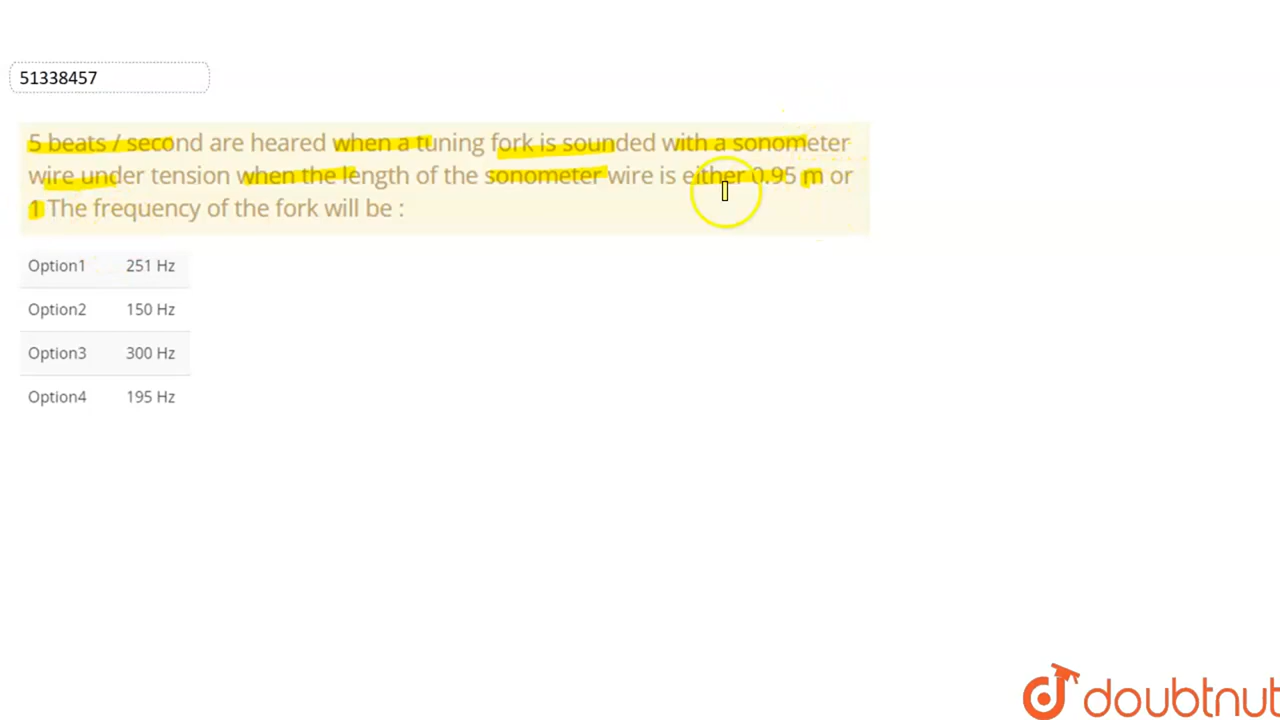 51338457
5 beats / second are heared when a tuning fork is sounded with a sonometer
wire under tension when the length of the sonometer wire is either 0.95 m or
1 The frequency of the fork will be :
Option1 251 Hz
Option2 150 Hz
Option3 300 Hz
Option4 195 Hz
doubtnut